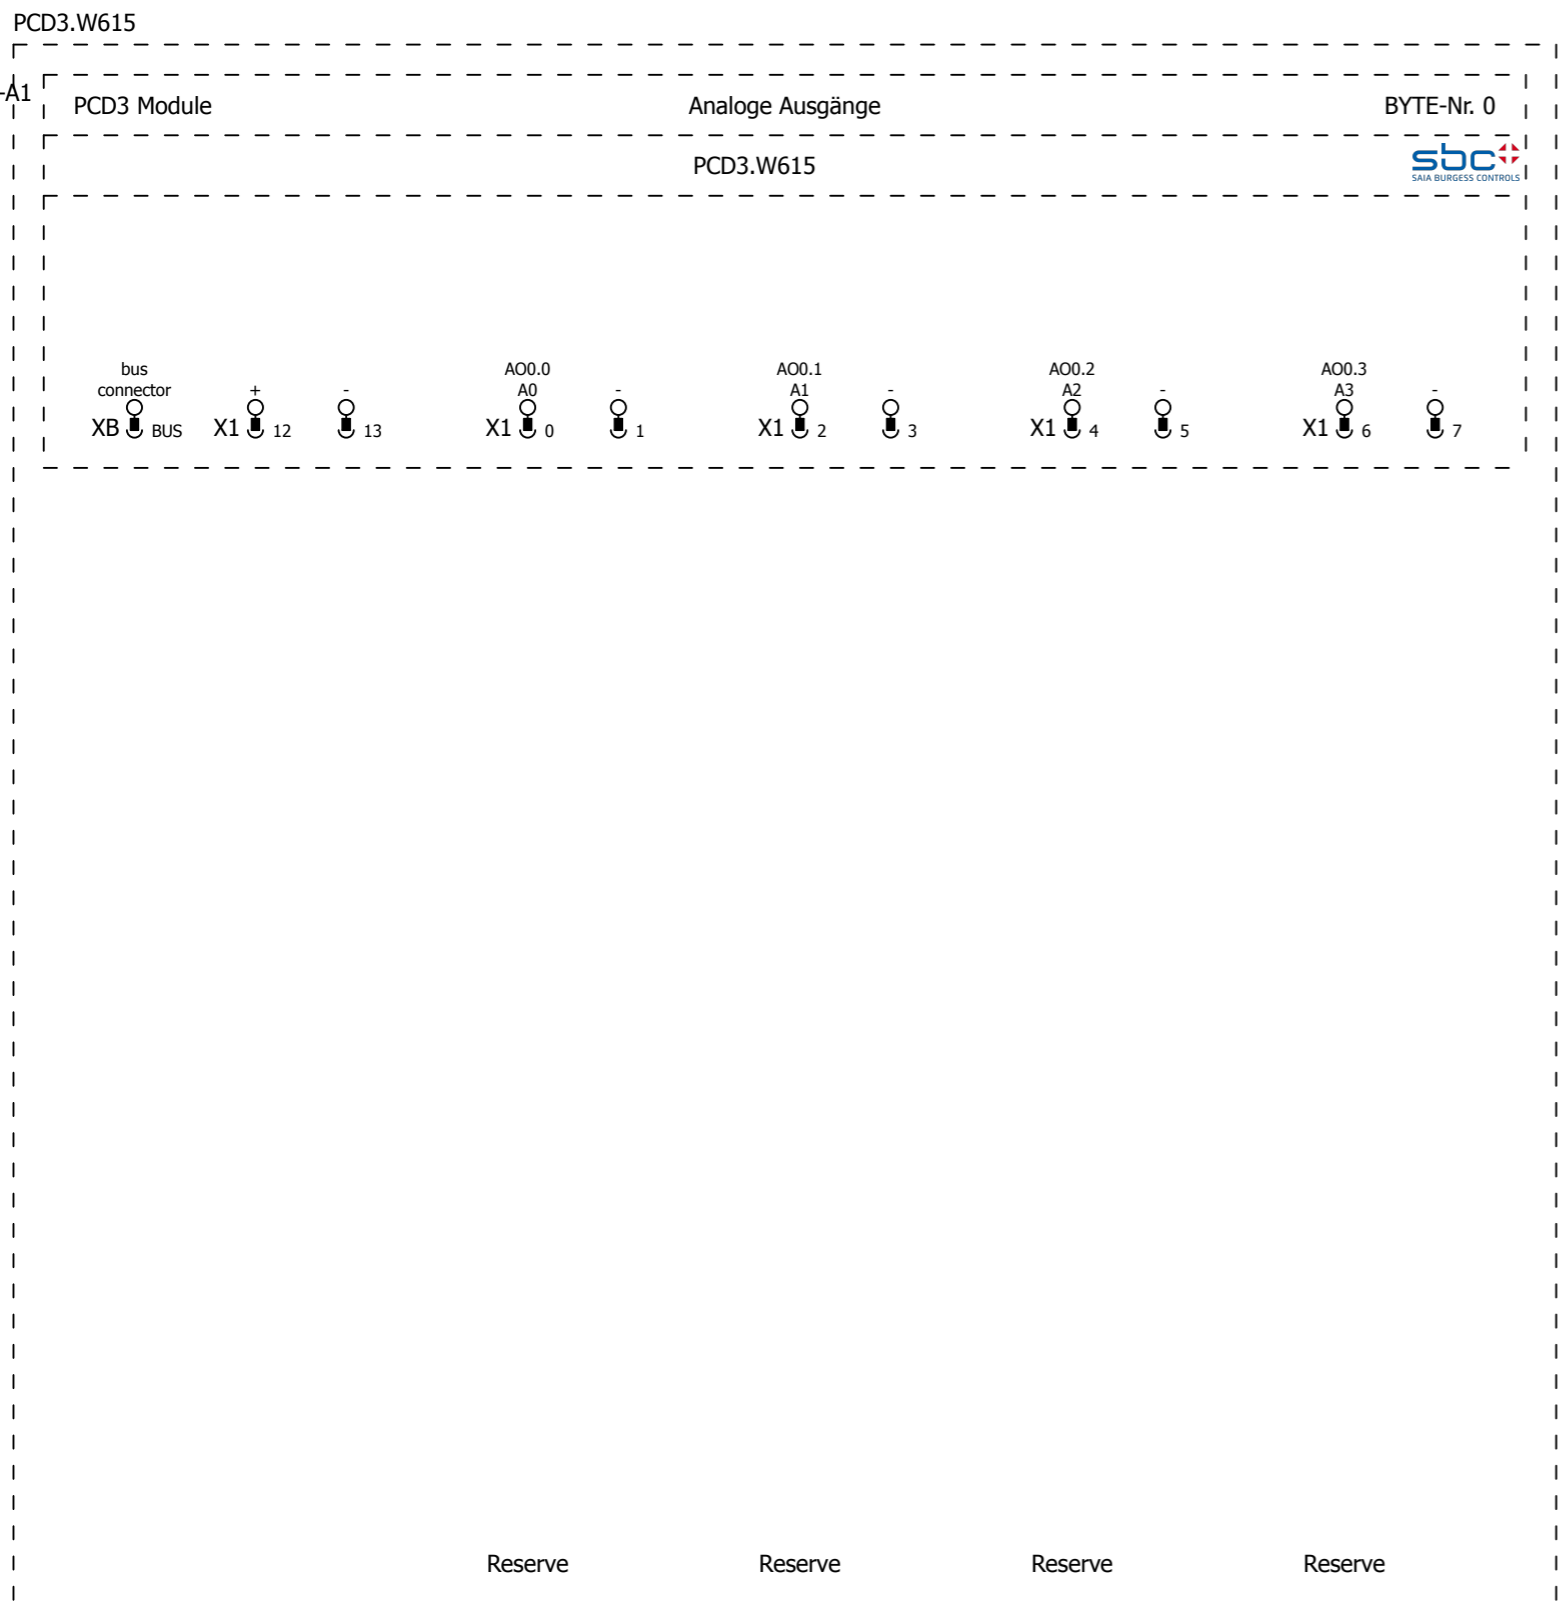 PCD3.W615
-A1
PCD3 Module Analoge Ausgänge BYTE-Nr. 0
PCD3.W615 sbc
SAIA BURGESS CONTROLS
bus AO0.0 AO0.1 AO0.2 AO0.3
connector + - A0 - A1 - A2 - A3 -
XB BUS X1 12 13 X1 0 1 X1 2 3 X1 4 5 X1 6 7
Reserve Reserve Reserve Reserve